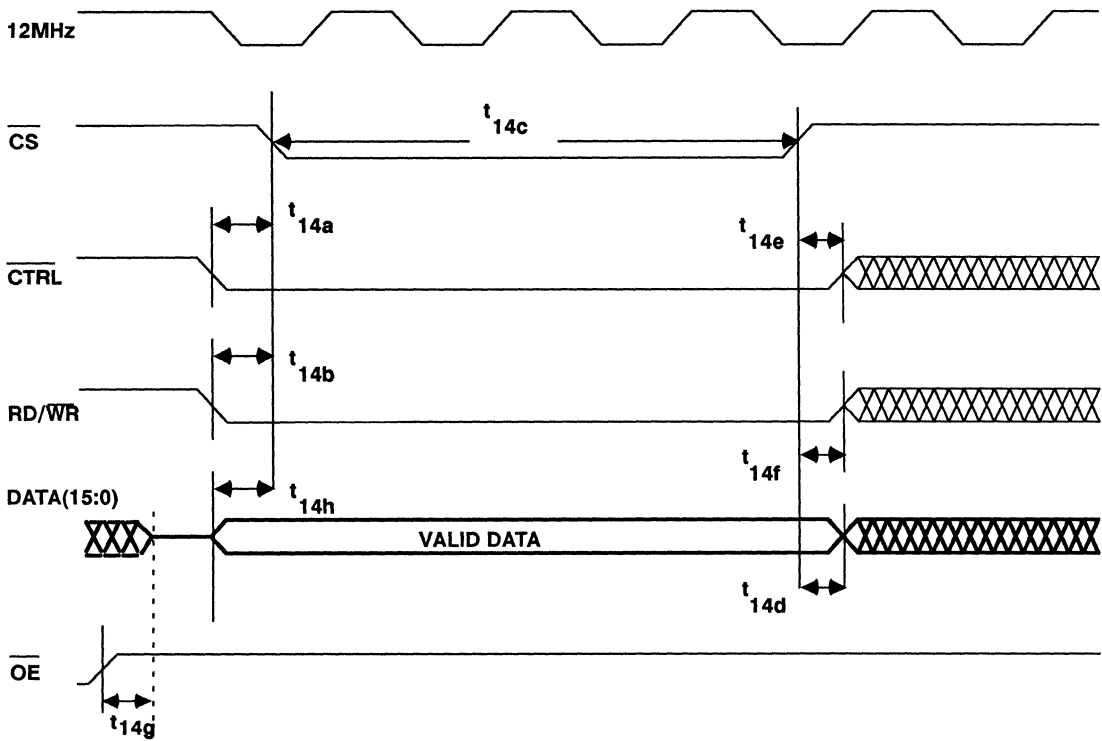 12MHz
CS
t14c
t14a
t14e
CTRL
t14b
RD/WR
t14f
DATA(15:0)
t14h
VALID DATA
t14d
OE
t14g